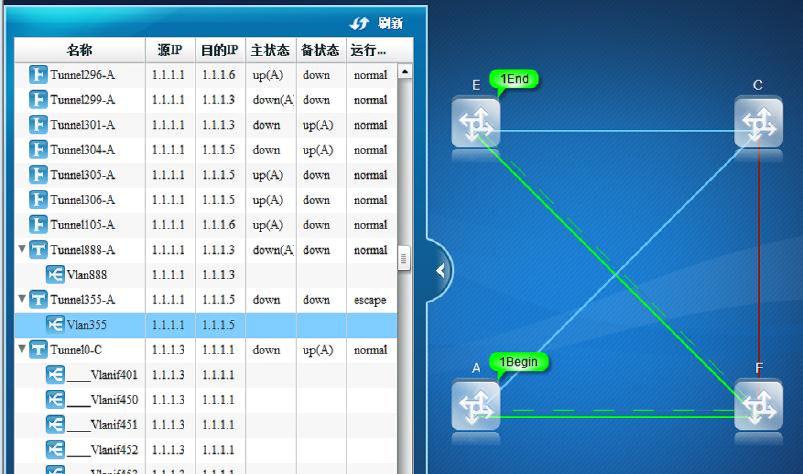 刷新
名称 源IP 目的IP 主状态 备状态 运行...
Tunnel296-A 1.1.1.1 1.1.1.6 up(A) down normal
Tunnel299-A 1.1.1.1 1.1.1.3 down(A down normal
Tunnel301-A 1.1.1.1 1.1.1.3 down up(A) normal
Tunnel304-A 1.1.1.1 1.1.1.5 down up(A) normal
Tunnel305-A 1.1.1.1 1.1.1.5 up(A) down normal
Tunnel306-A 1.1.1.1 1.1.1.5 up(A) down normal
Tunnel105-A 1.1.1.1 1.1.1.6 up(A) down normal
Tunnel888-A 1.1.1.1 1.1.1.3 down(A down normal
Vlan888 1.1.1.1 1.1.1.3
Tunnel355-A 1.1.1.1 1.1.1.5 down down escape
Vlan355 1.1.1.1 1.1.1.5
Tunnel0-C 1.1.1.3 1.1.1.1 down up(A) normal
____Vlanif401 1.1.1.3 1.1.1.1
____Vlanif450 1.1.1.3 1.1.1.1
____Vlanif451 1.1.1.3 1.1.1.1
____Vlanif452 1.1.1.3 1.1.1.1
E 1End C
A 1Begin F